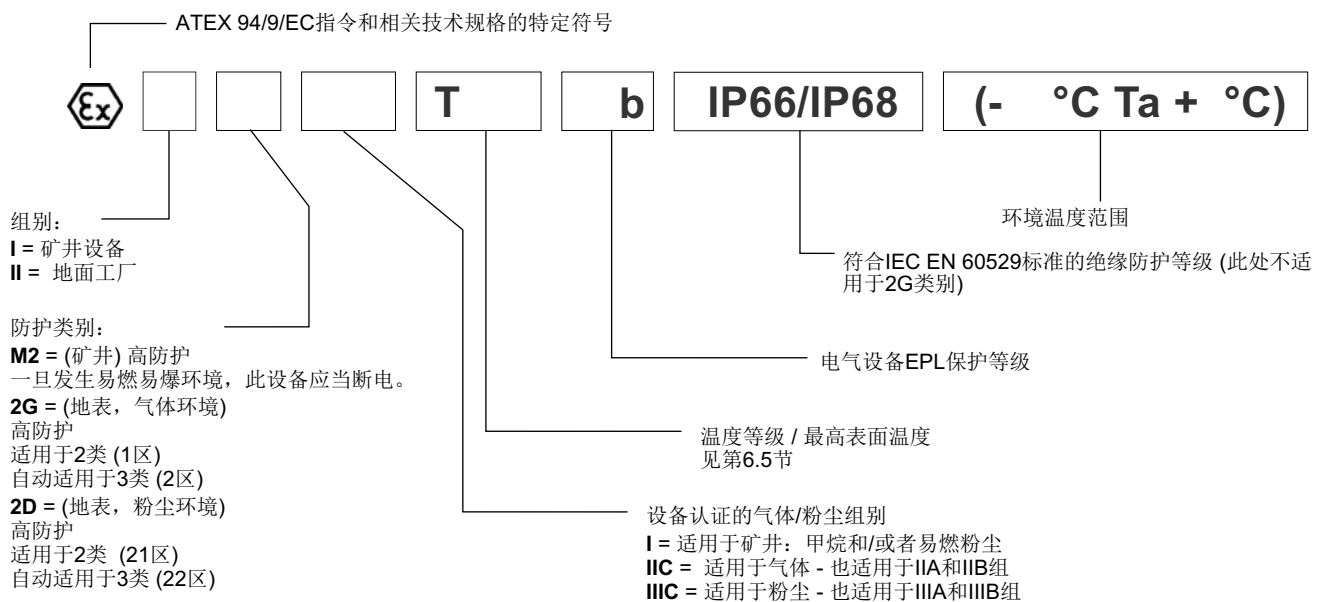 ATEX 94/9/EC指令和相关技术规格的特定符号
Ex T b IP66/IP68 (- °C Ta + °C)
组别:
I = 矿井设备
II = 地面工厂
防护类别:
M2 = (矿井) 高防护
一旦发生易燃易爆环境，此设备应当断电。
2G = (地表，气体环境)
高防护
适用于2类 (1区)
自动适用于3类 (2区)
2D = (地表，粉尘环境)
高防护
适用于2类 (21区)
自动适用于3类 (22区)
环境温度范围
符合IEC EN 60529标准的绝缘防护等级 (此处不适
用于2G类别)
电气设备EPL保护等级
温度等级 / 最高表面温度
见第6.5节
设备认证的气体/粉尘组别
I = 适用于矿井：甲烷和/或者易燃粉尘
IIC = 适用于气体 - 也适用于IIA和IIB组
IIIC = 适用于粉尘 - 也适用于IIIA和IIIB组